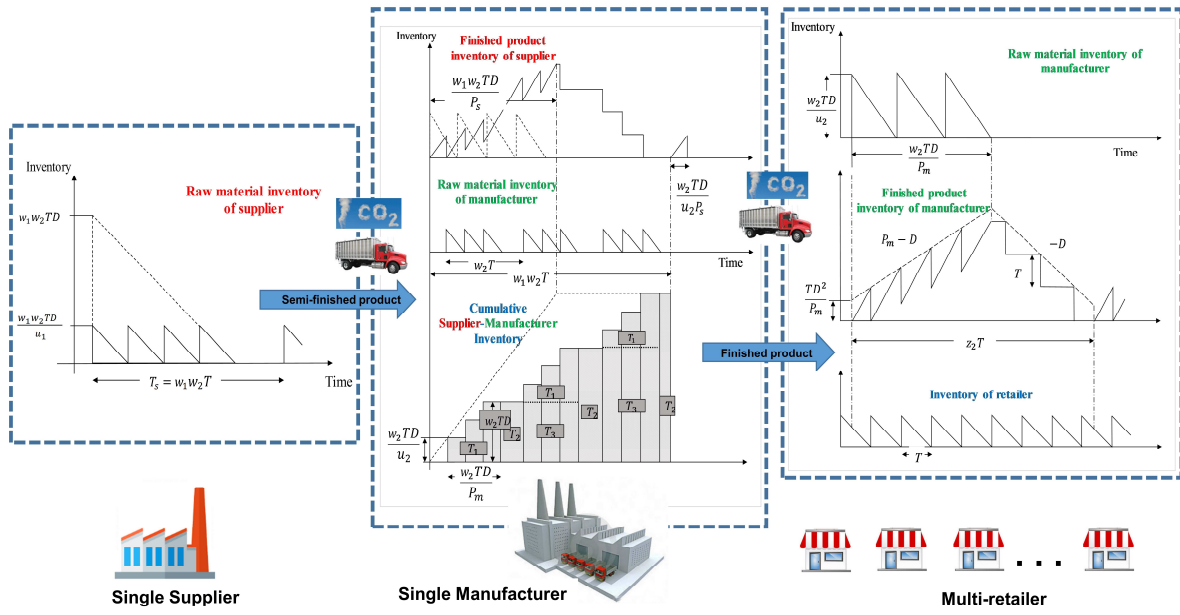 Inventory
Raw material inventory
of supplier
w₁w₂TD
w₁w₂TD
u₁
Tₛ = w₁w₂T
Time
Single Supplier
CO₂
Semi-finished product
Inventory
Finished product
inventory of supplier
w₁w₂TD
Pₛ
Time
w₂TD
u₂Pₛ
Raw material inventory
of manufacturer
w₂T
Time
w₁w₂T
Cumulative
Supplier-Manufacturer
Inventory
T₁
T₁
T₁
T₂
T₂
T₂
T₃
T₃
w₂TD
w₂TD
u₂
w₂TD
Pₘ
Single Manufacturer
CO₂
Finished product
Inventory
Raw material inventory of
manufacturer
w₂TD
u₂
w₂TD
Pₘ
Time
Inventory
Finished product
inventory of manufacturer
Pₘ − D
−D
T
TD²
Pₘ
z₂T
Inventory of retailer
T
Multi-retailer